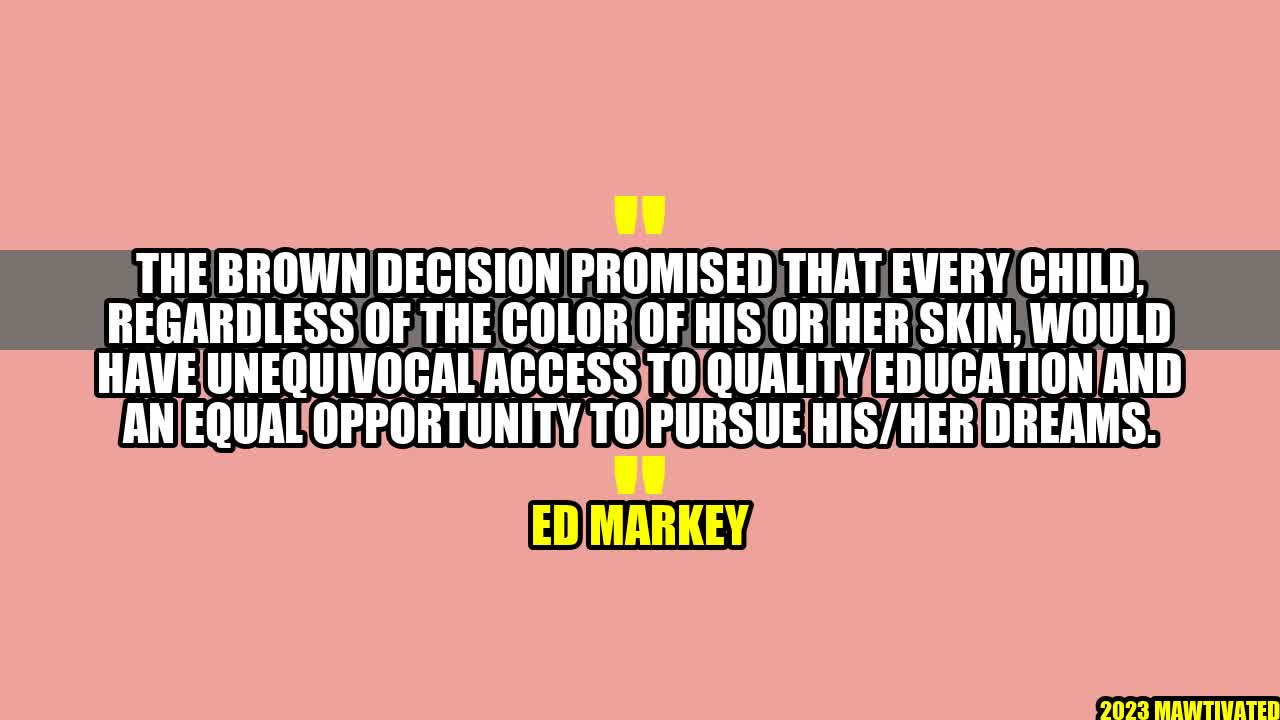 "
THE BROWN DECISION PROMISED THAT EVERY CHILD,
REGARDLESS OF THE COLOR OF HIS OR HER SKIN, WOULD
HAVE UNEQUIVOCAL ACCESS TO QUALITY EDUCATION AND
AN EQUAL OPPORTUNITY TO PURSUE HIS/HER DREAMS.
"
ED MARKEY
2023 MAWTIVATED